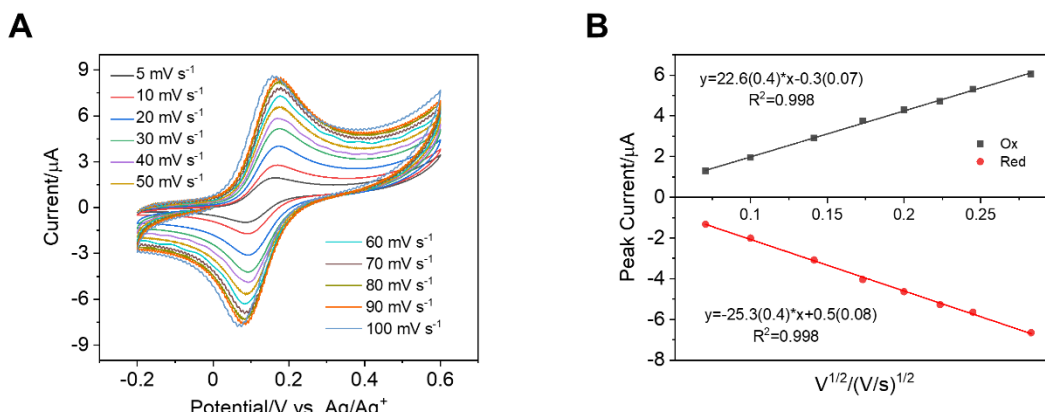 A
5 mV s⁻¹
10 mV s⁻¹
20 mV s⁻¹
30 mV s⁻¹
40 mV s⁻¹
50 mV s⁻¹
60 mV s⁻¹
70 mV s⁻¹
80 mV s⁻¹
90 mV s⁻¹
100 mV s⁻¹
9
6
3
0
-3
-6
-9
Current/μA
-0.2
0
0.2
0.4
0.6
Potential/V vs. Ag/Ag⁺
B
y=22.6(0.4)*x-0.3(0.07)
R²=0.998
Ox
Red
y=-25.3(0.4)*x+0.5(0.08)
R²=0.998
6
4
2
0
-2
-4
-6
-8
Peak Current/μA
0.1
0.15
0.2
0.25
V^1/2/(V/s)^1/2